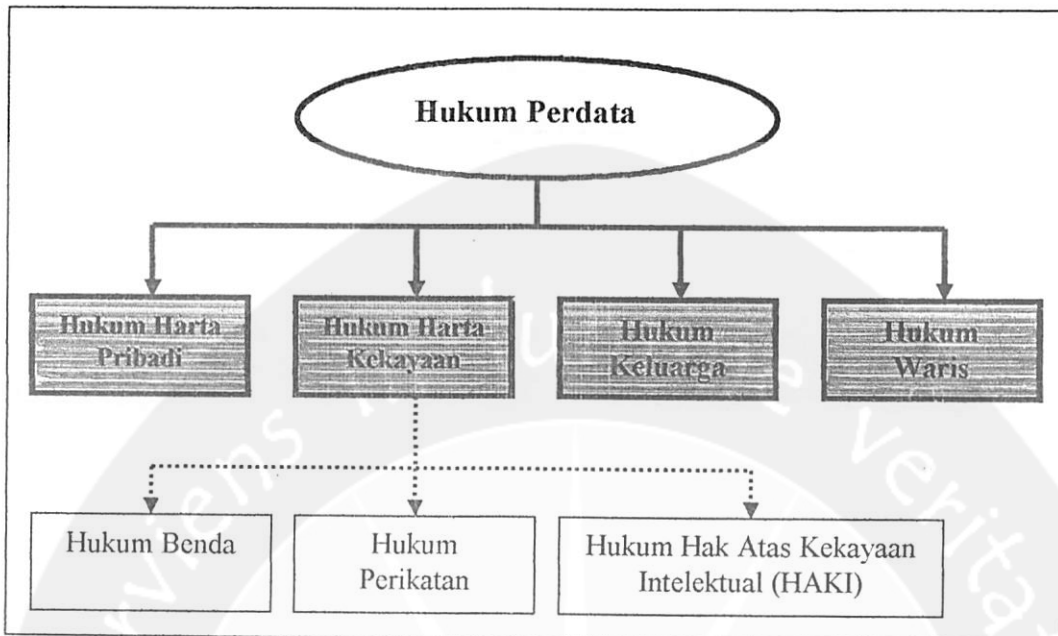 Hukum Perdata
Hukum Harta
Pribadi
Hukum Harta
Kekayaan
Hukum
Keluarga
Hukum
Waris
Hukum Benda
Hukum
Perikatan
Hukum Hak Atas Kekayaan
Intelektual (HAKI)